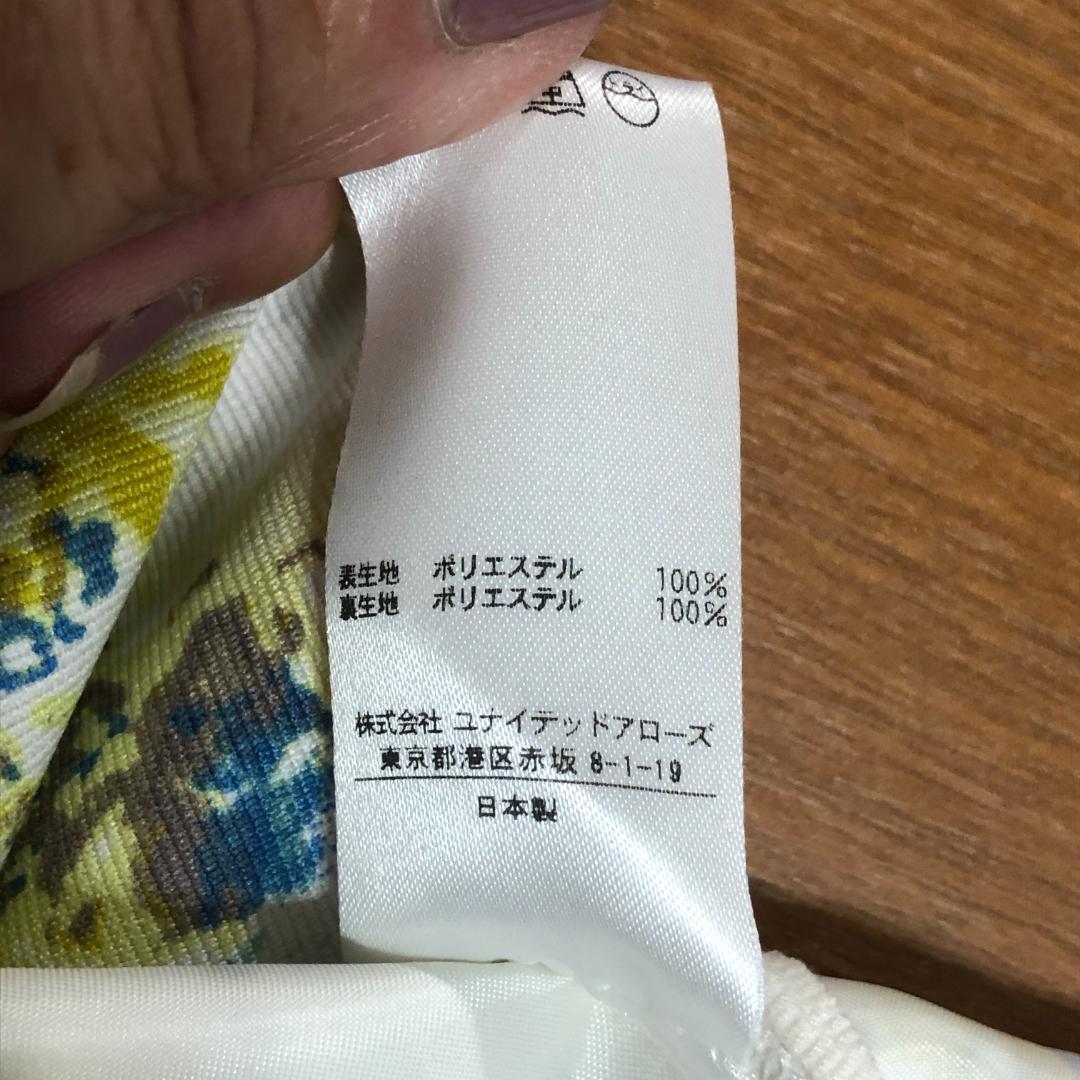 表生地 ポリエステル 100%
裏生地 ポリエステル 100%
株式会社 ユナイテッドアローズ
東京都港区赤坂 8-1-19
日本製